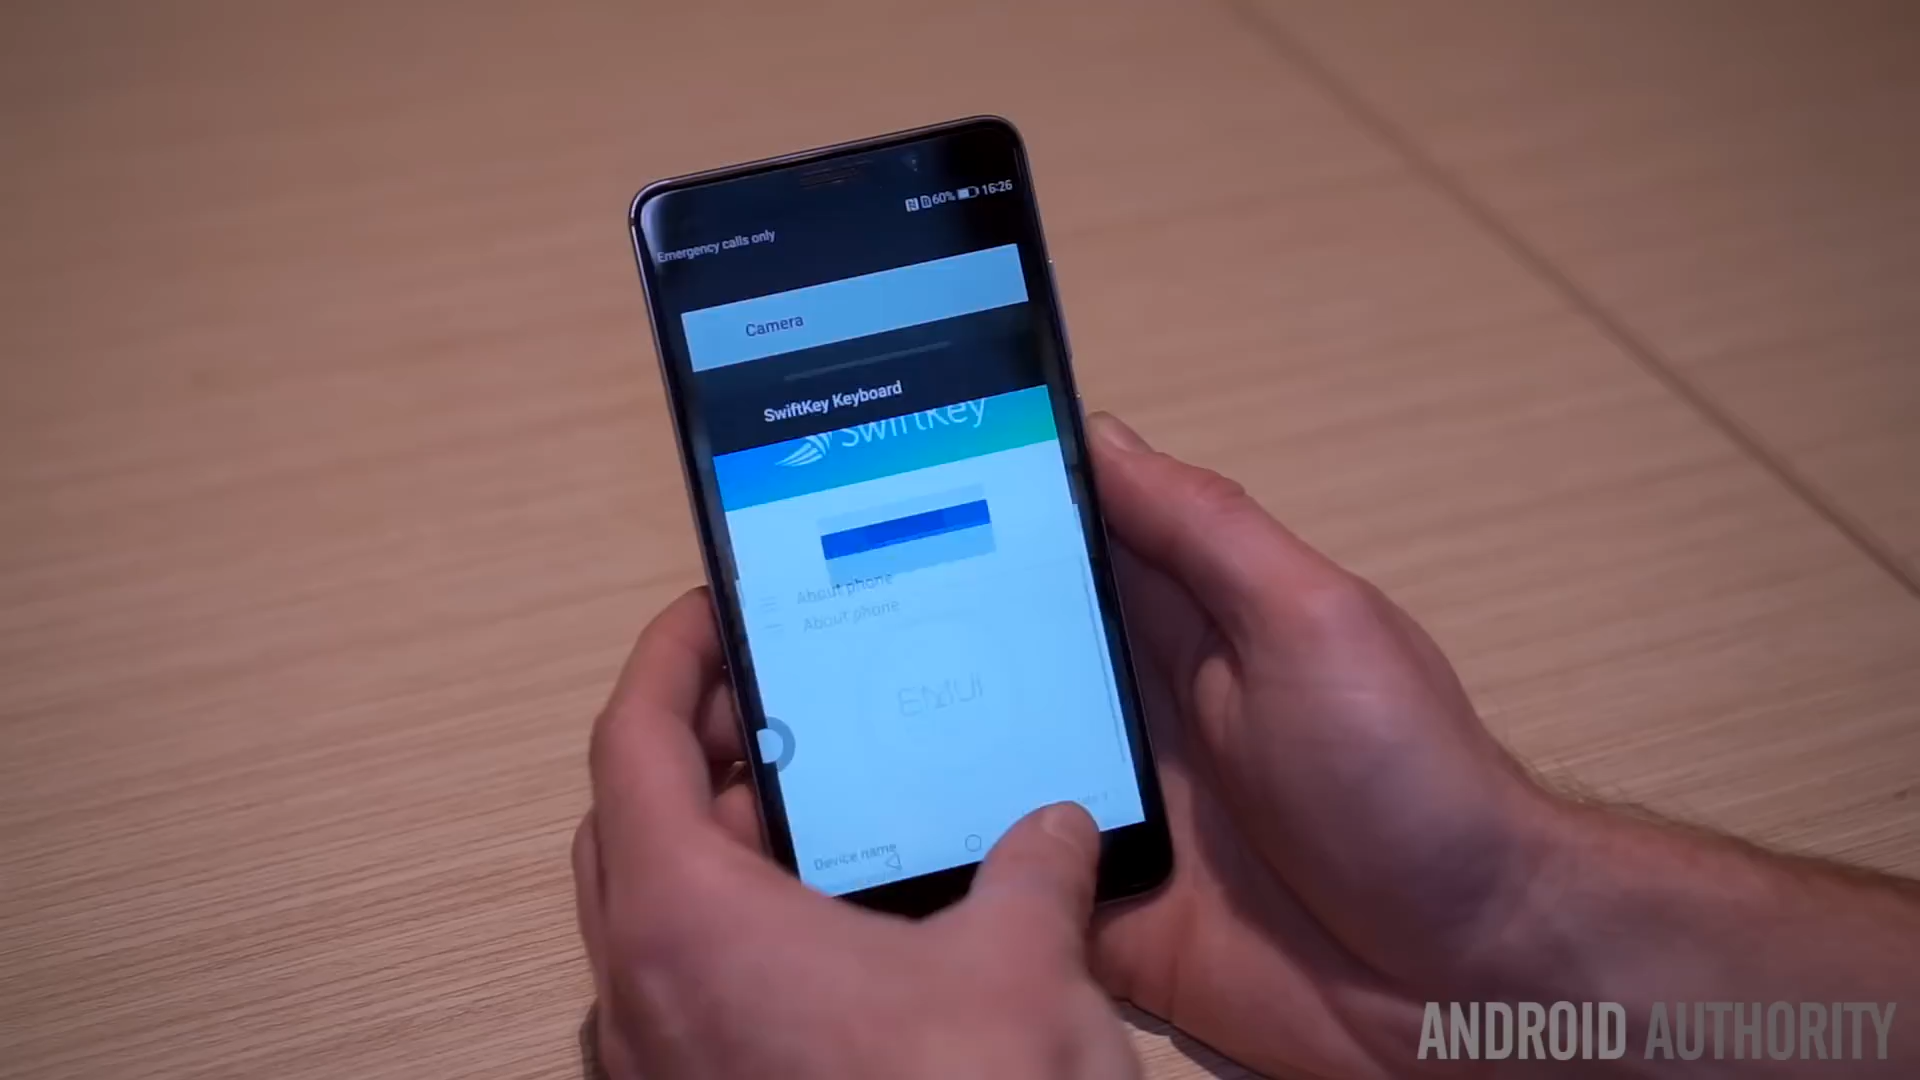 60% 16:26
Emergency calls only
Camera
SwiftKey Keyboard
SwiftKey
About phone
About phone
EMUI
Device name
ANDROID AUTHORITY